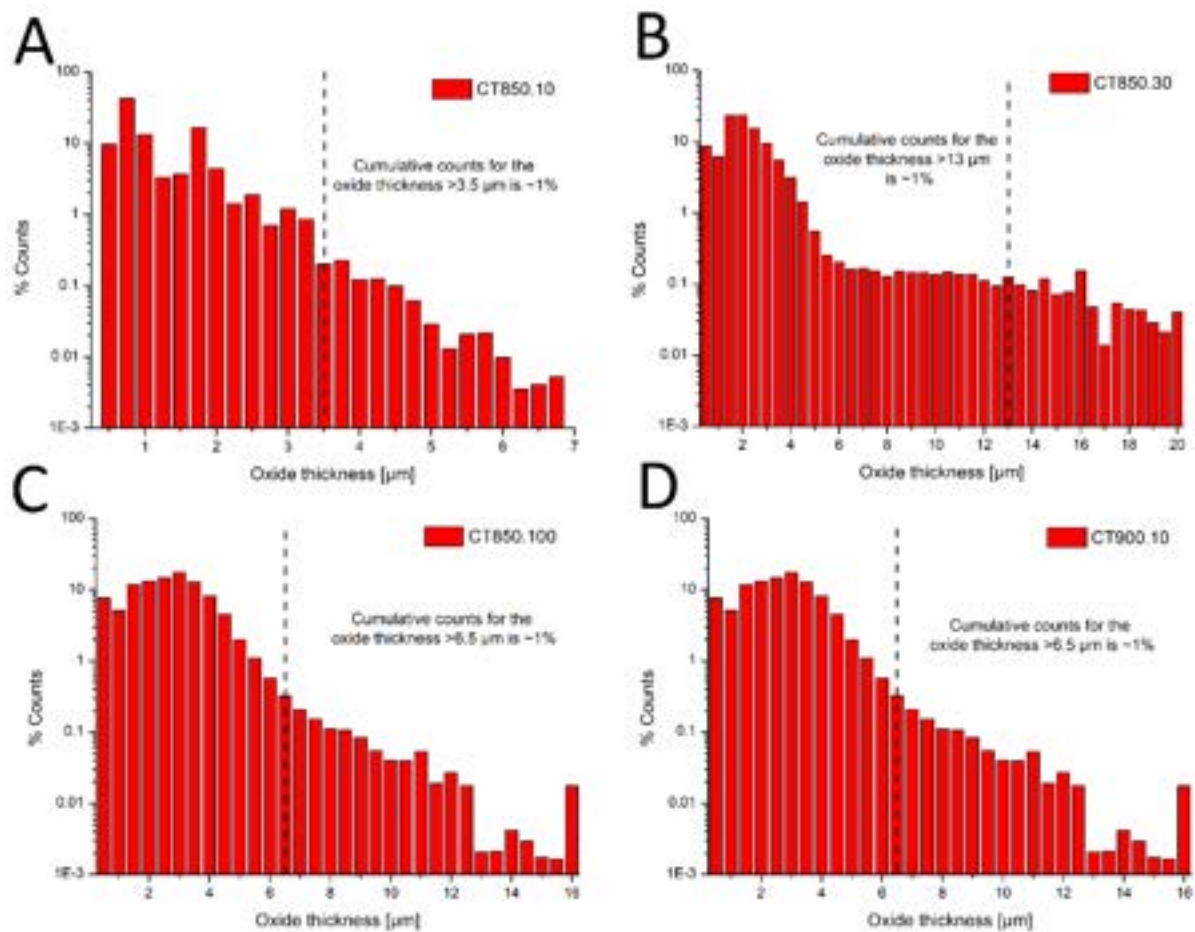 A
100
10
1
0.1
0.01
1E-3
% Counts
CT850.10
Cumulative counts for the
oxide thickness >3.5 µm is ~1%
1 2 3 4 5 6 7
Oxide thickness [µm]
B
100
10
1
0.1
0.01
1E-3
% Counts
CT850.30
Cumulative counts for the
oxide thickness >13 µm
is ~1%
2 4 6 8 10 12 14 16 18 20
Oxide thickness [µm]
C
100
10
1
0.1
0.01
1E-3
% Counts
CT850.100
Cumulative counts for the
oxide thickness >6.5 µm is ~1%
2 4 6 8 10 12 14 16
Oxide thickness [µm]
D
100
10
1
0.1
0.01
1E-3
% Counts
CT900.10
Cumulative counts for the
oxide thickness >6.5 µm is ~1%
2 4 6 8 10 12 14 16
Oxide thickness [µm]